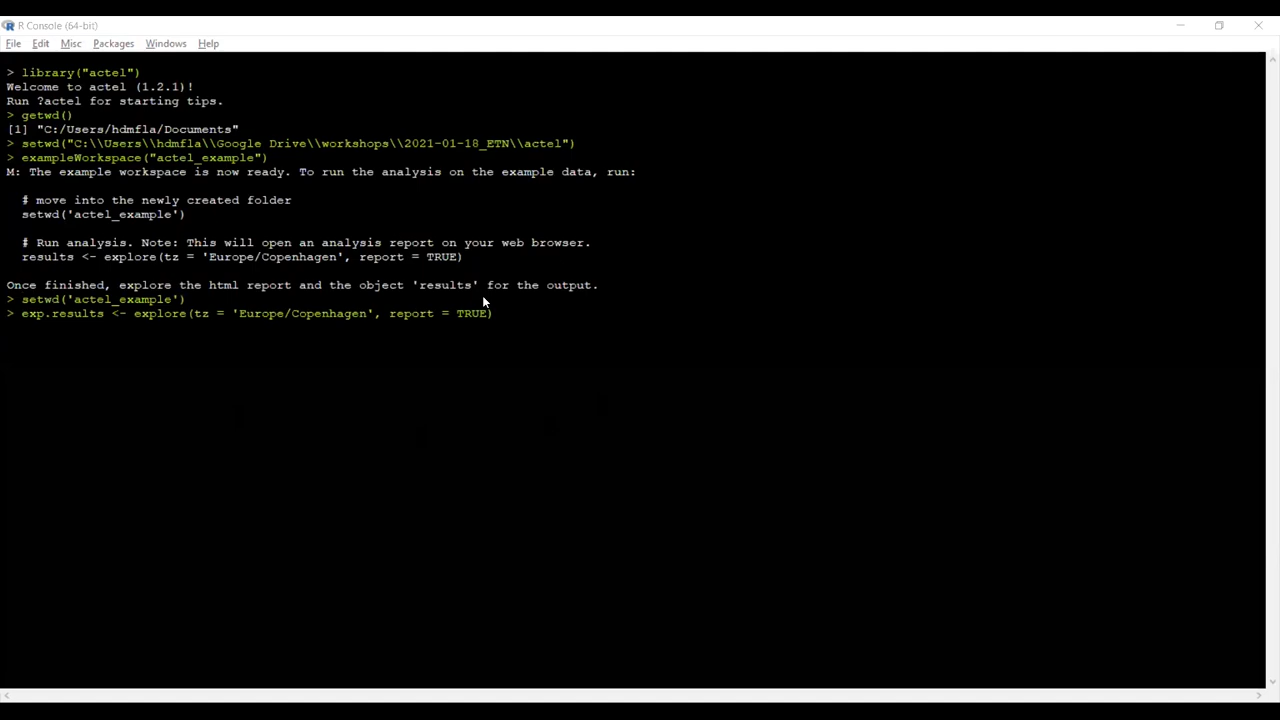 R Console (64-bit)
File Edit Misc Packages Windows Help
> library("actel")
Welcome to actel (1.2.1)!
Run ?actel for starting tips.
> getwd()
[1] "C:/Users/hdmfla/Documents"
> setwd("C:\\Users\\hdmfla\\Google Drive\\workshops\\2021-01-18_ETN\\actel")
> exampleWorkspace("actel_example")
M: The example workspace is now ready. To run the analysis on the example data, run:
# move into the newly created folder
setwd('actel_example')
# Run analysis. Note: This will open an analysis report on your web browser.
results <- explore(tz = 'Europe/Copenhagen', report = TRUE)
Once finished, explore the html report and the object 'results' for the output.
> setwd('actel_example')
> exp.results <- explore(tz = 'Europe/Copenhagen', report = TRUE)